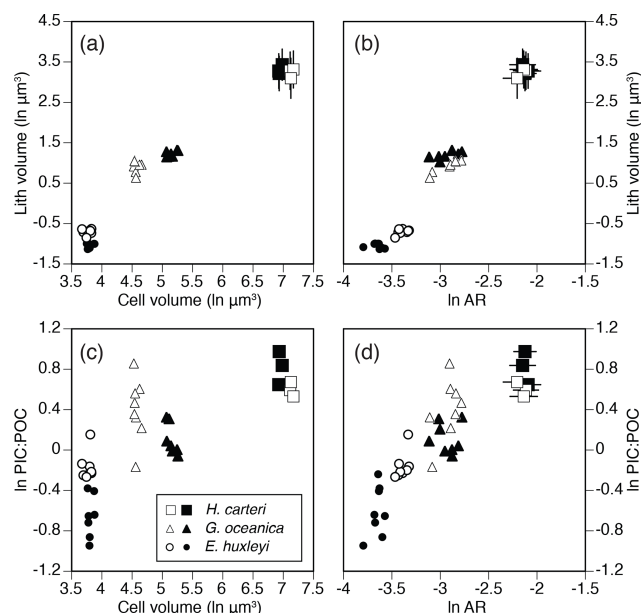 (a)
4.5
3.5
2.5
1.5
0.5
-0.5
-1.5
Lith volume (ln μm³)
3.5 4 4.5 5 5.5 6 6.5 7 7.5
Cell volume (ln μm³)
(b)
4.5
3.5
2.5
1.5
0.5
-0.5
-1.5
Lith volume (ln μm³)
-4 -3.5 -3 -2.5 -2 -1.5
ln AR
(c)
1.2
0.8
0.4
0
-0.4
-0.8
-1.2
ln PIC:POC
H. carteri
G. oceanica
E. huxleyi
3.5 4 4.5 5 5.5 6 6.5 7 7.5
Cell volume (ln μm³)
(d)
1.2
0.8
0.4
0
-0.4
-0.8
-1.2
ln PIC:POC
-4 -3.5 -3 -2.5 -2 -1.5
ln AR